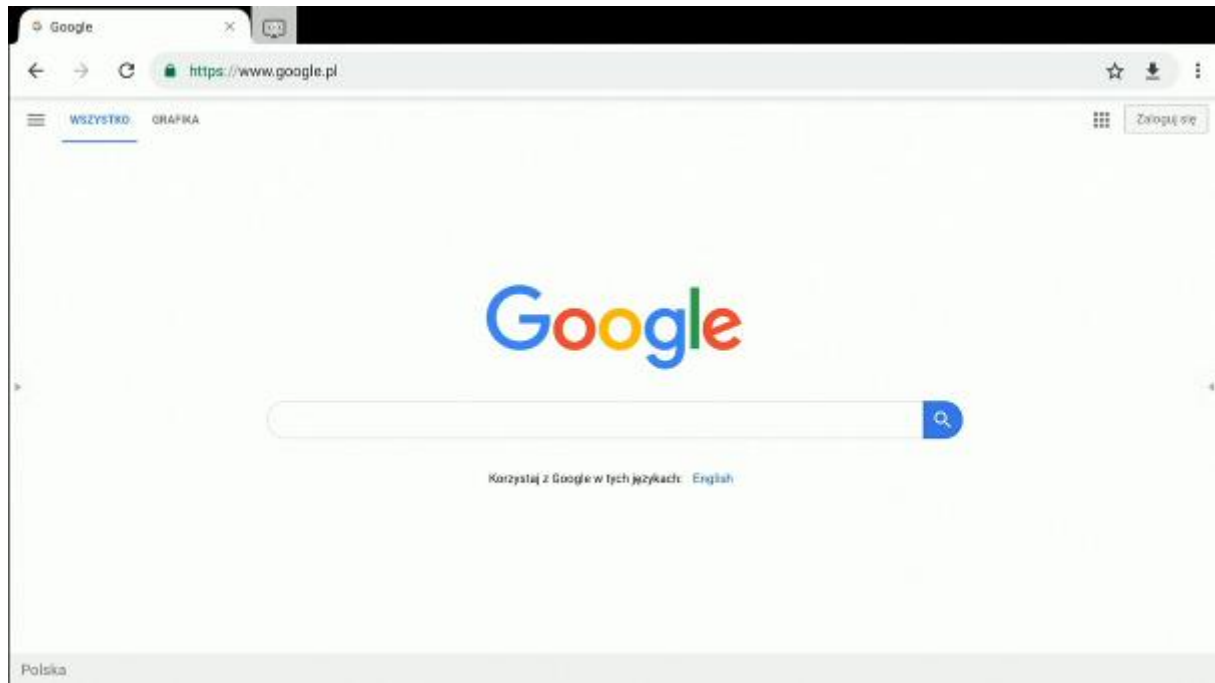 Google
https://www.google.pl
WSZYSTKO GRAFIKA
Zaloguj się
Google
Korzystaj z Google w tych językach: English
Polska